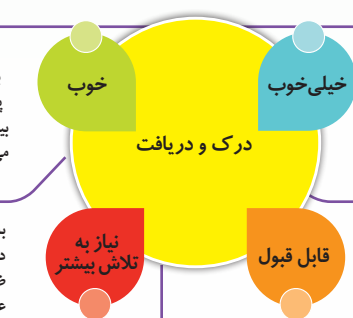 خیلی‌خوب
خوب
درک و دریافت
قابل قبول
نیاز به
تلاش بیشتر